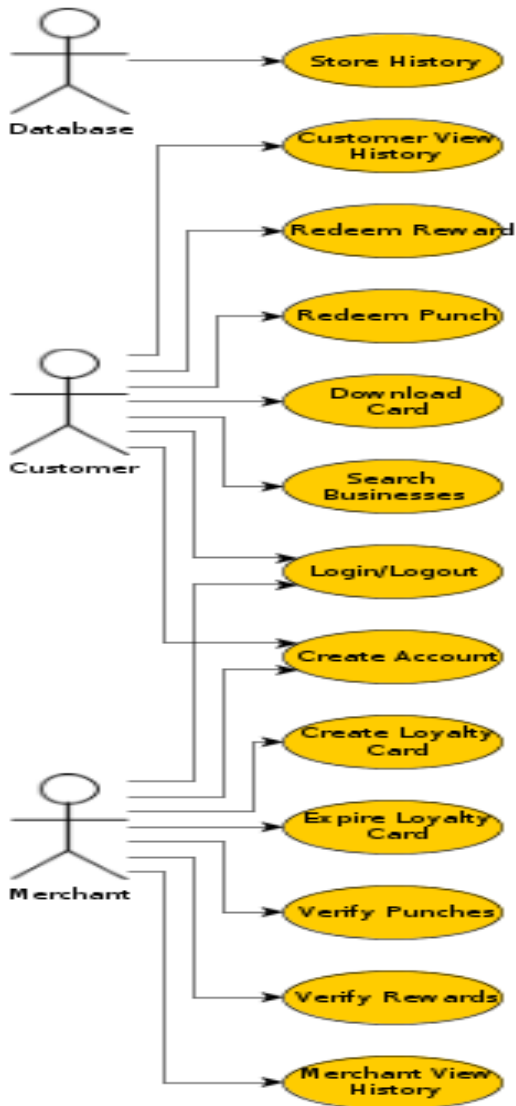 Store History
Database
Customer View
History
Redeem Reward
Redeem Punch
Download
Card
Customer
Search
Businesses
Login/Logout
Create Account
Create Loyalty
Card
Expire Loyalty
Card
Merchant
Verify Punches
Verify Rewards
Merchant View
History